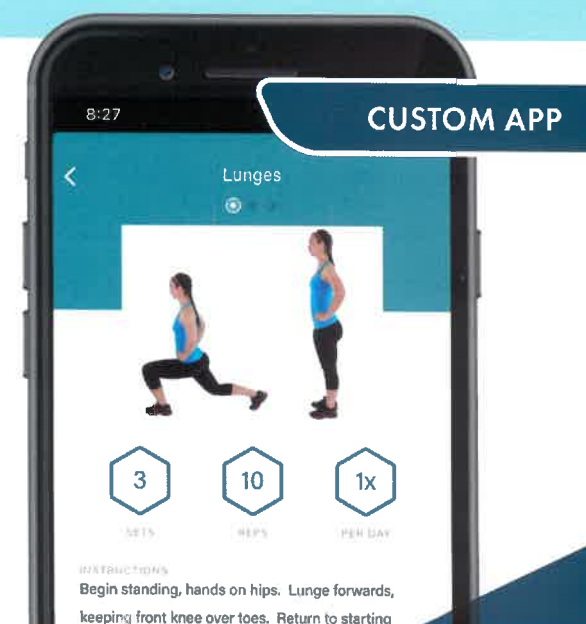 8:27
CUSTOM APP
Lunges
3
10
1x
SETS
REPS
PER DAY
INSTRUCTIONS
Begin standing, hands on hips. Lunge forwards,
keeping front knee over toes. Return to starting